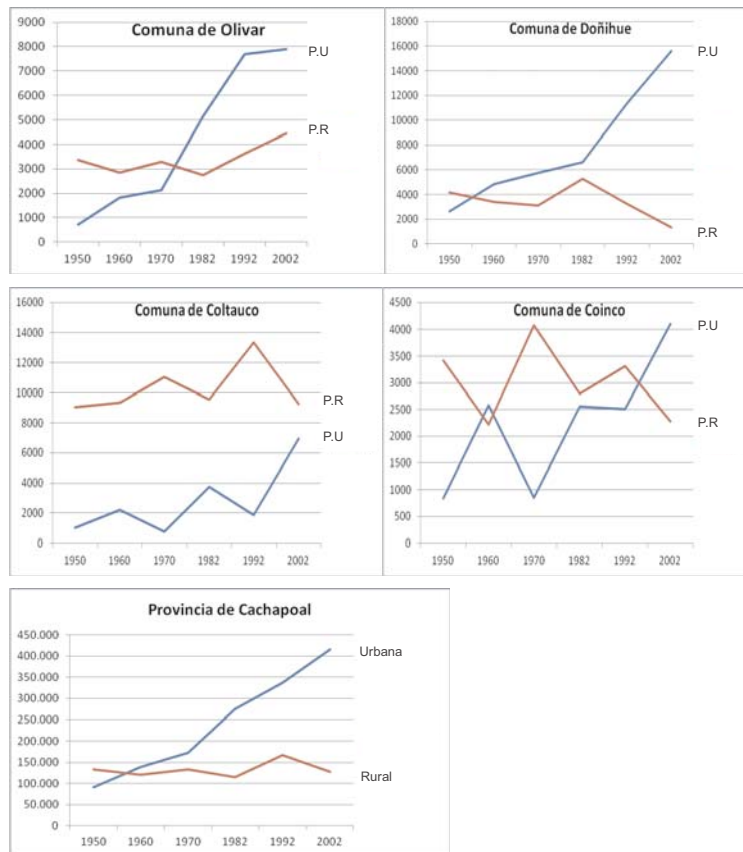 Comuna de Olivar
9000
8000
7000
6000
5000
4000
3000
2000
1000
0
P.U
P.R
1950 1960 1970 1982 1992 2002
Comuna de Doñihue
18000
16000
14000
12000
10000
8000
6000
4000
2000
0
P.U
P.R
1950 1960 1970 1982 1992 2002
Comuna de Coltauco
16000
14000
12000
10000
8000
6000
4000
2000
0
P.R
P.U
1950 1960 1970 1982 1992 2002
Comuna de Coinco
4500
4000
3500
3000
2500
2000
1500
1000
500
0
P.U
P.R
1950 1960 1970 1982 1992 2002
Provincia de Cachapoal
450.000
400.000
350.000
300.000
250.000
200.000
150.000
100.000
50.000
0
Urbana
Rural
1950 1960 1970 1982 1992 2002